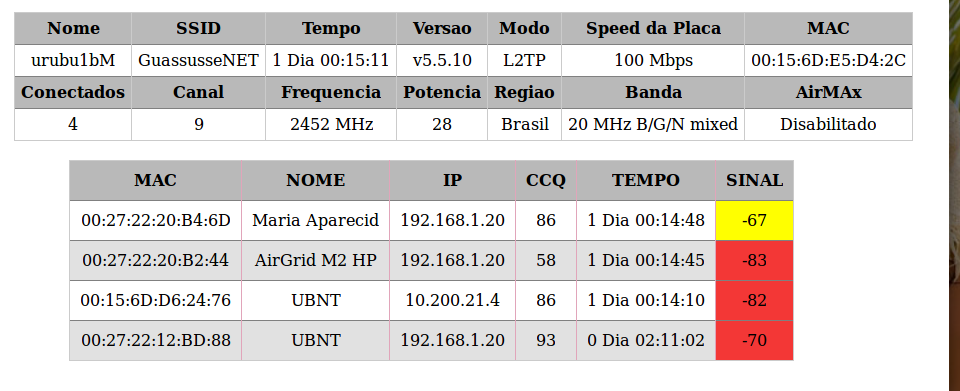 Nome SSID Tempo Versao Modo Speed da Placa MAC
urubu1bM GuassusseNET 1 Dia 00:15:11 v5.5.10 L2TP 100 Mbps 00:15:6D:E5:D4:2C
Conectados Canal Frequencia Potencia Regiao Banda AirMAx
4 9 2452 MHz 28 Brasil 20 MHz B/G/N mixed Disabilitado
MAC NOME IP CCQ TEMPO SINAL
00:27:22:20:B4:6D Maria Aparecid 192.168.1.20 86 1 Dia 00:14:48 -67
00:27:22:20:B2:44 AirGrid M2 HP 192.168.1.20 58 1 Dia 00:14:45 -83
00:15:6D:D6:24:76 UBNT 10.200.21.4 86 1 Dia 00:14:10 -82
00:27:22:12:BD:88 UBNT 192.168.1.20 93 0 Dia 02:11:02 -70